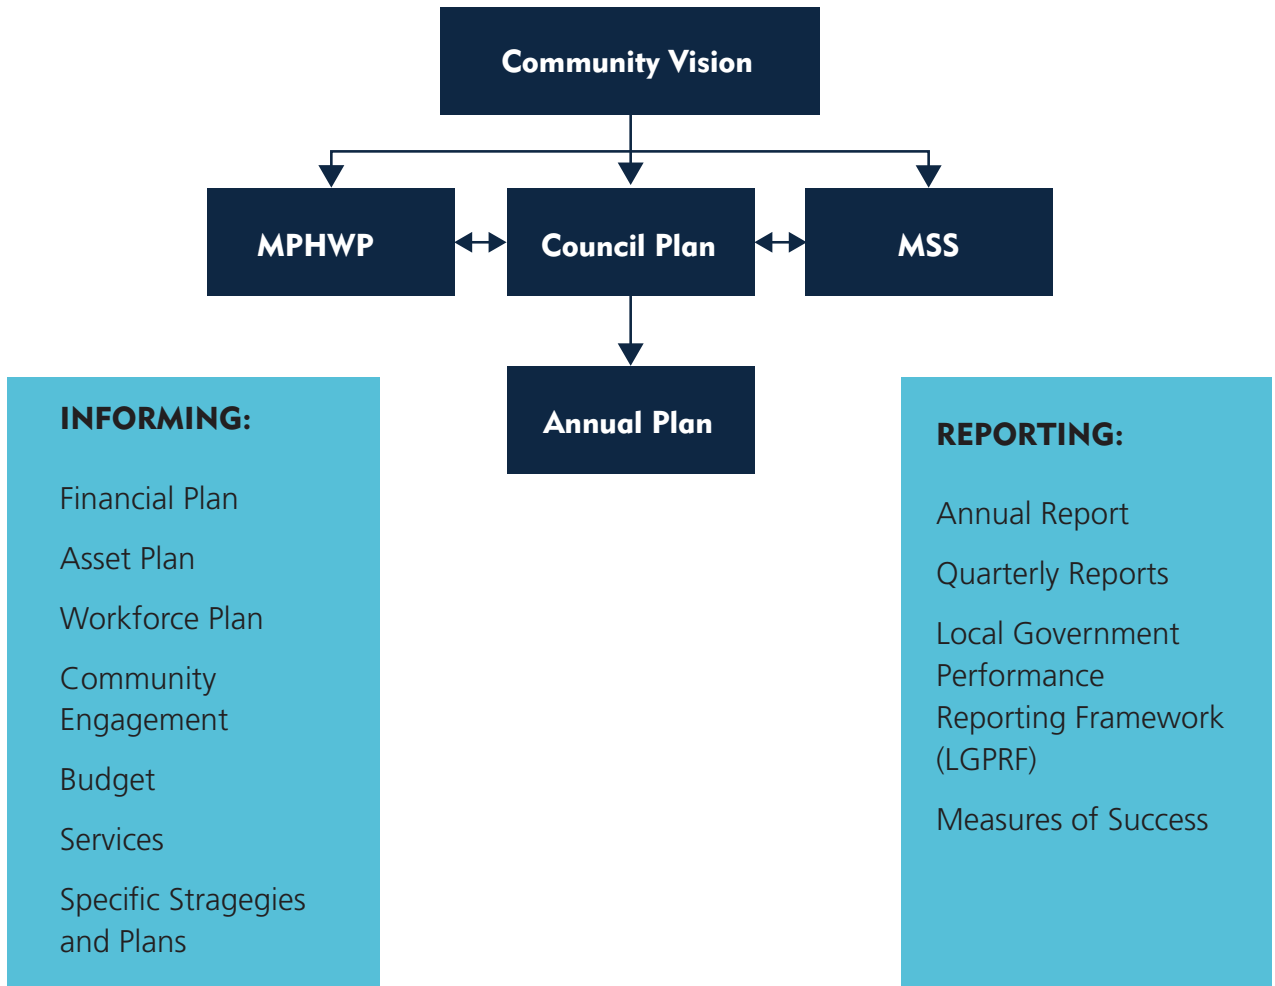 Community Vision
MPHWP
Council Plan
MSS
Annual Plan
INFORMING:
Financial Plan
Asset Plan
Workforce Plan
Community
Engagement
Budget
Services
Specific Stragegies
and Plans
REPORTING:
Annual Report
Quarterly Reports
Local Government
Performance
Reporting Framework
(LGPRF)
Measures of Success